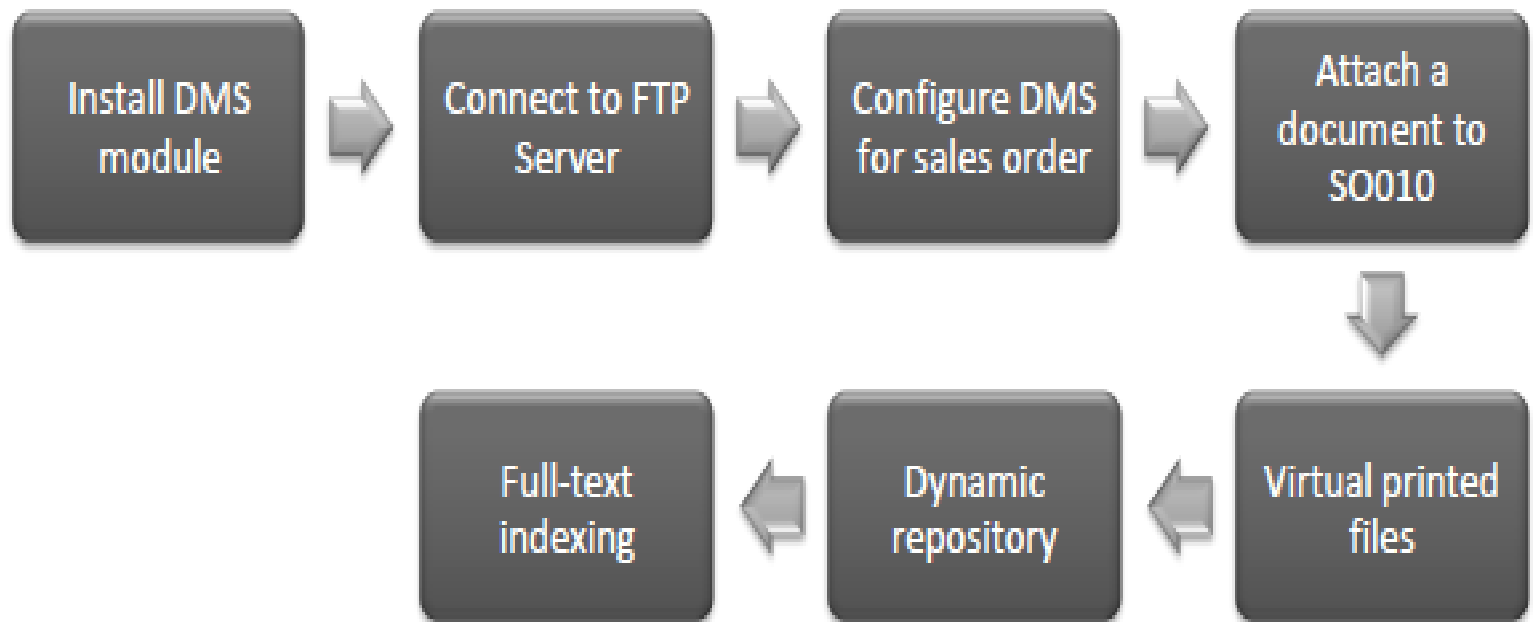 Install DMS
module
Connect to FTP
Server
Configure DMS
for sales order
Attach a
document to
SO010
Virtual printed
files
Dynamic
repository
Full-text
indexing